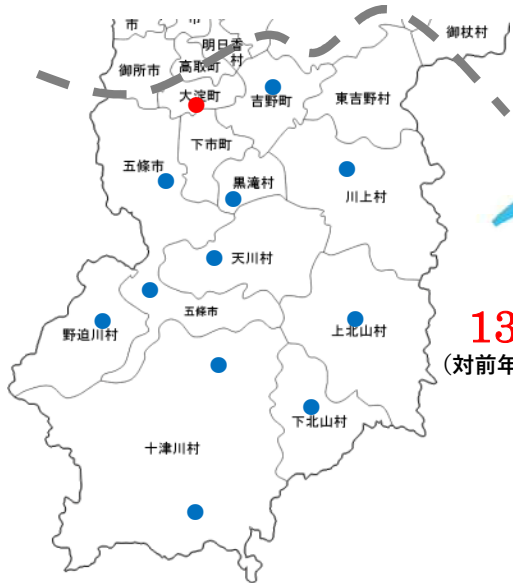 市
市
御杖村
明日香
村
御所市
高取町
大淀町
吉野町
東吉野村
下市町
五條市
黒滝村
川上村
天川村
五條市
野迫川村
上北山村
13
(対前年
下北山村
十津川村